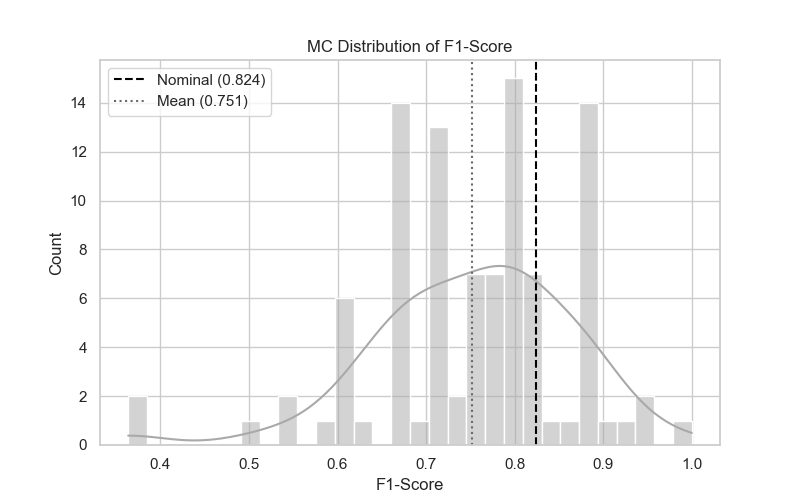 MC Distribution of F1-Score
Nominal (0.824)
Mean (0.751)
Count
14
12
10
8
6
4
2
0
0.4 0.5 0.6 0.7 0.8 0.9 1.0
F1-Score